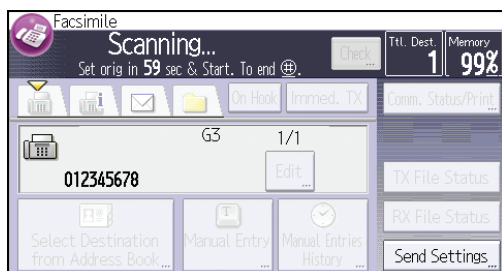 Facsimile
Scanning...
Set orig in 59 sec & Start. To end #.
Check
Ttl. Dest.
1
Memory
99%
On Hook
Immed. TX
Comm. Status/Print
G3
1/1
012345678
Edit
TX File Status
RX File Status
Select Destination
from Address Book
Manual Entry
Manual Entries
History
Send Settings